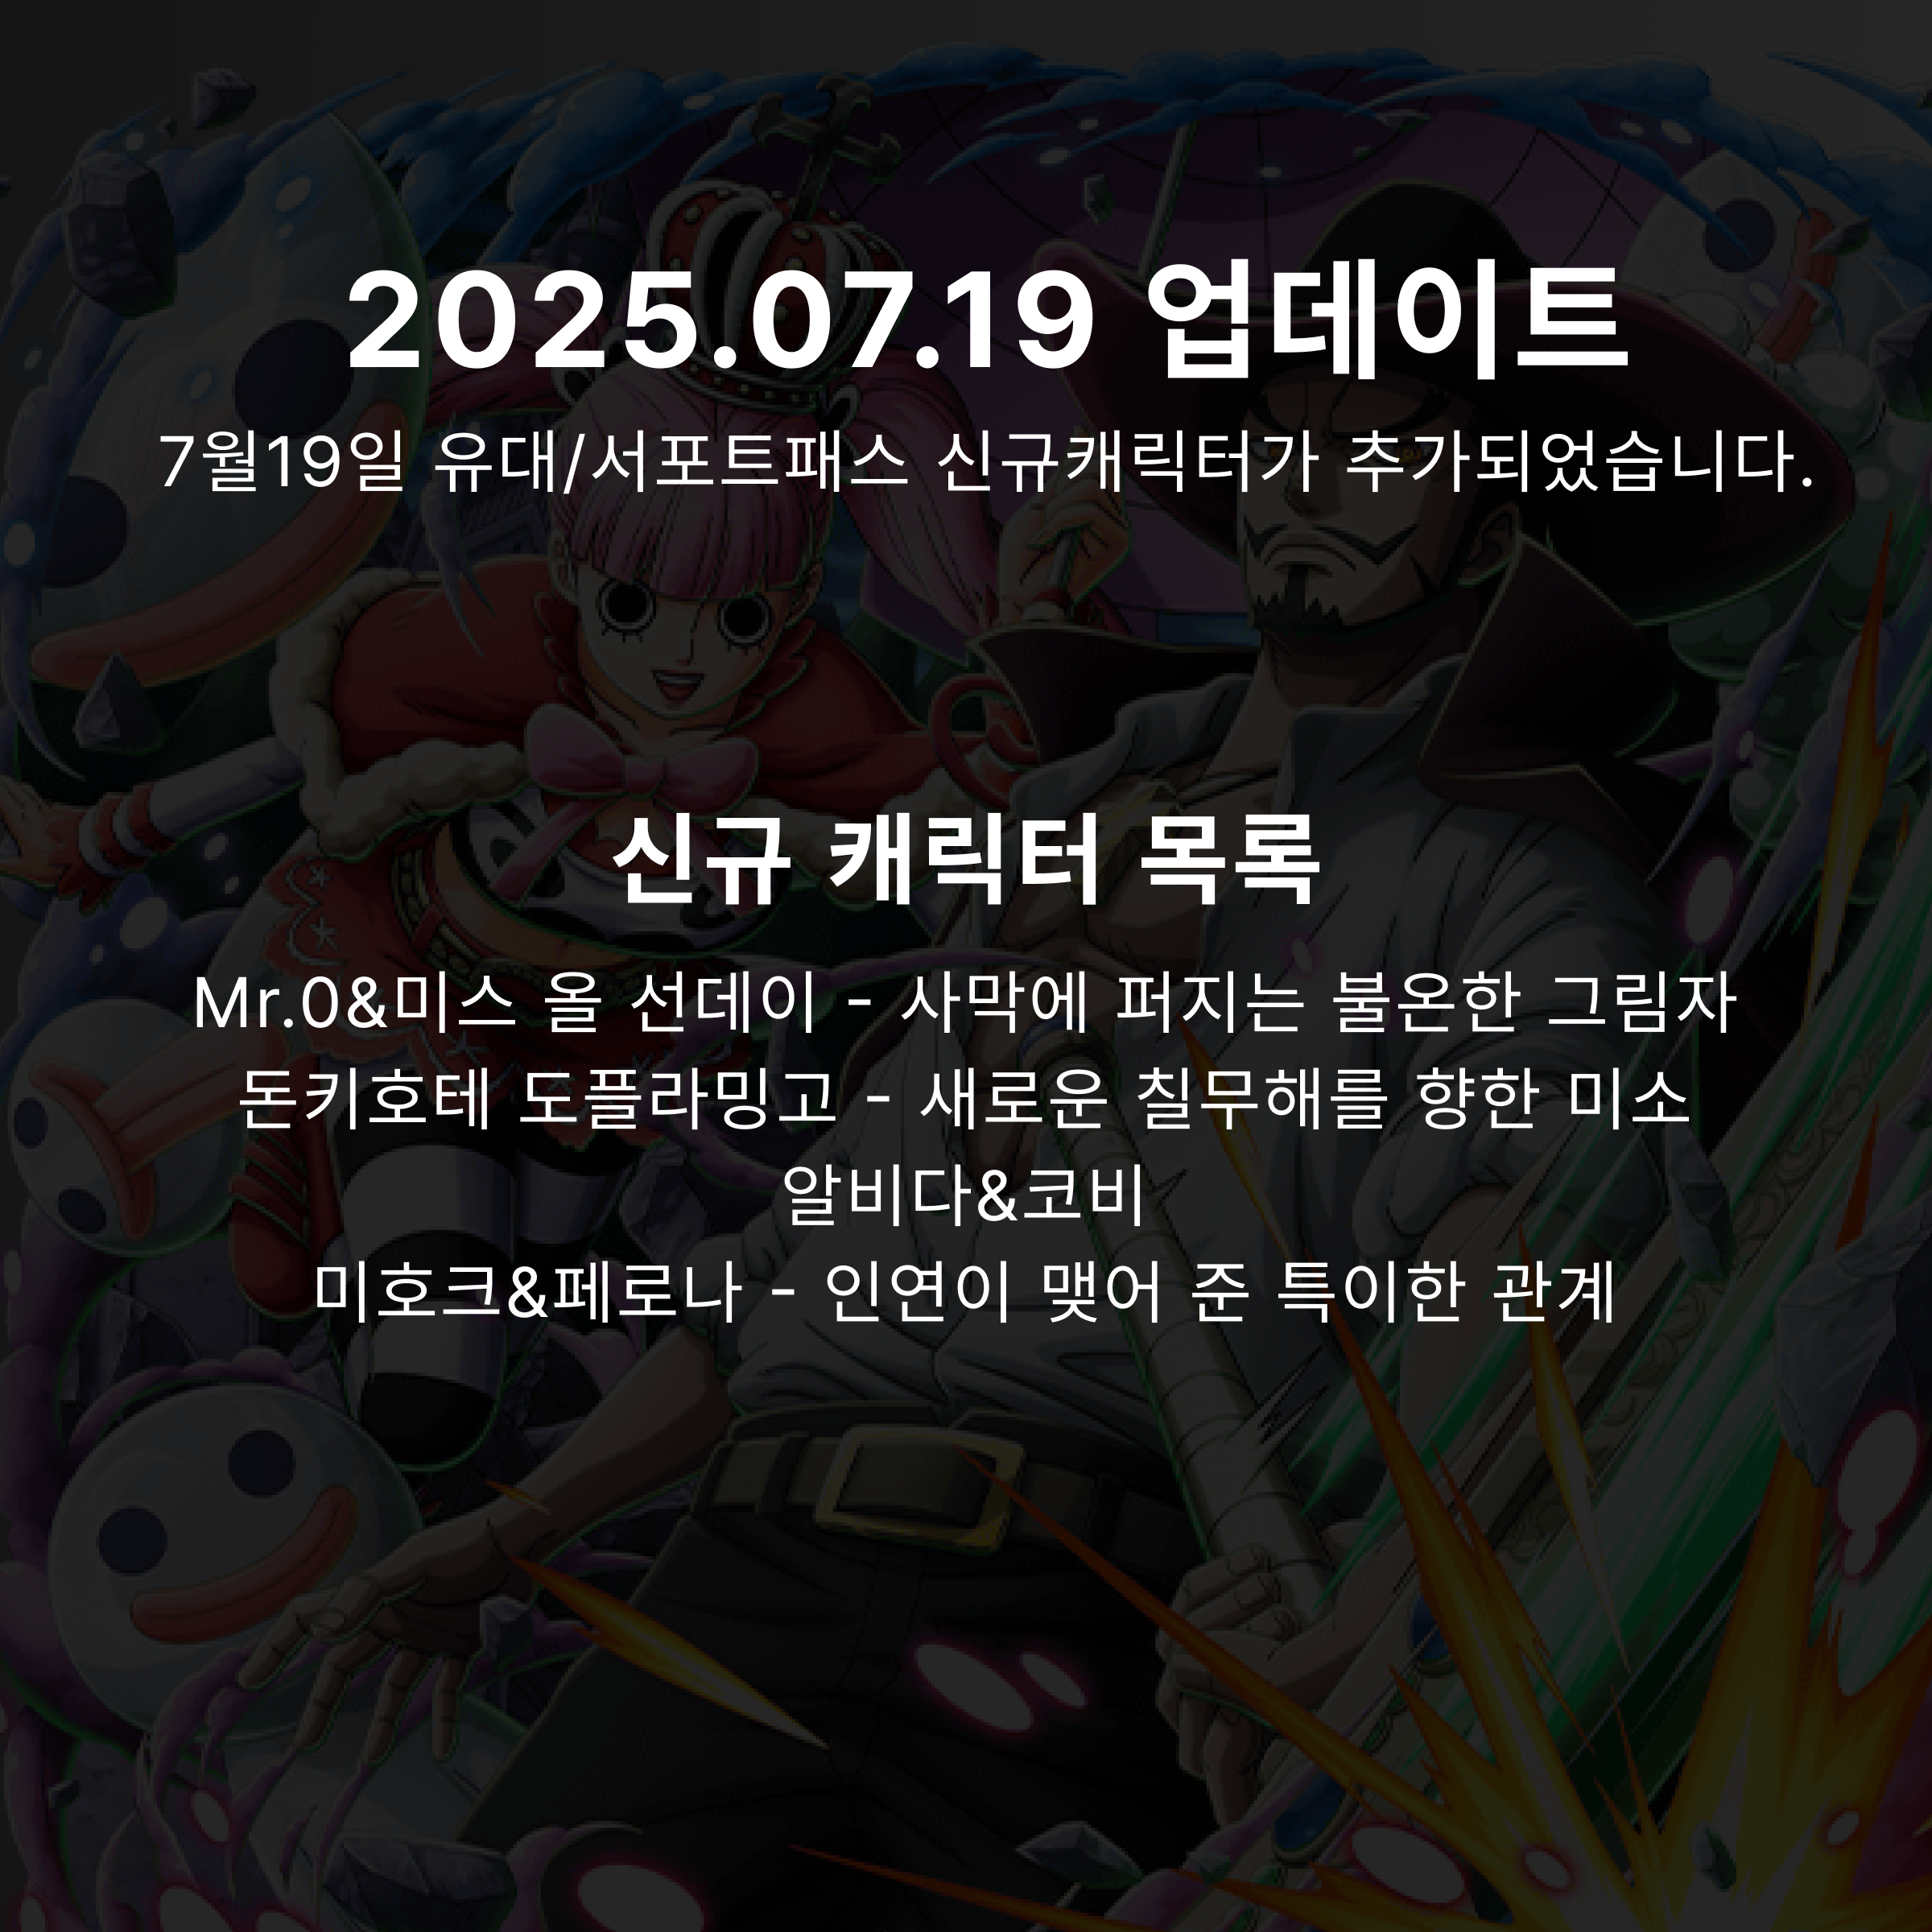 2025.07.19 업데이트
7월19일 유대/서포트패스 신규캐릭터가 추가되었습니다.
신규 캐릭터 목록
Mr.0&미스 올 선데이 - 사막에 퍼지는 불온한 그림자
돈키호테 도플라밍고 - 새로운 칠무해를 향한 미소
알비다&코비
미호크&페로나 - 인연이 맺어 준 특이한 관계